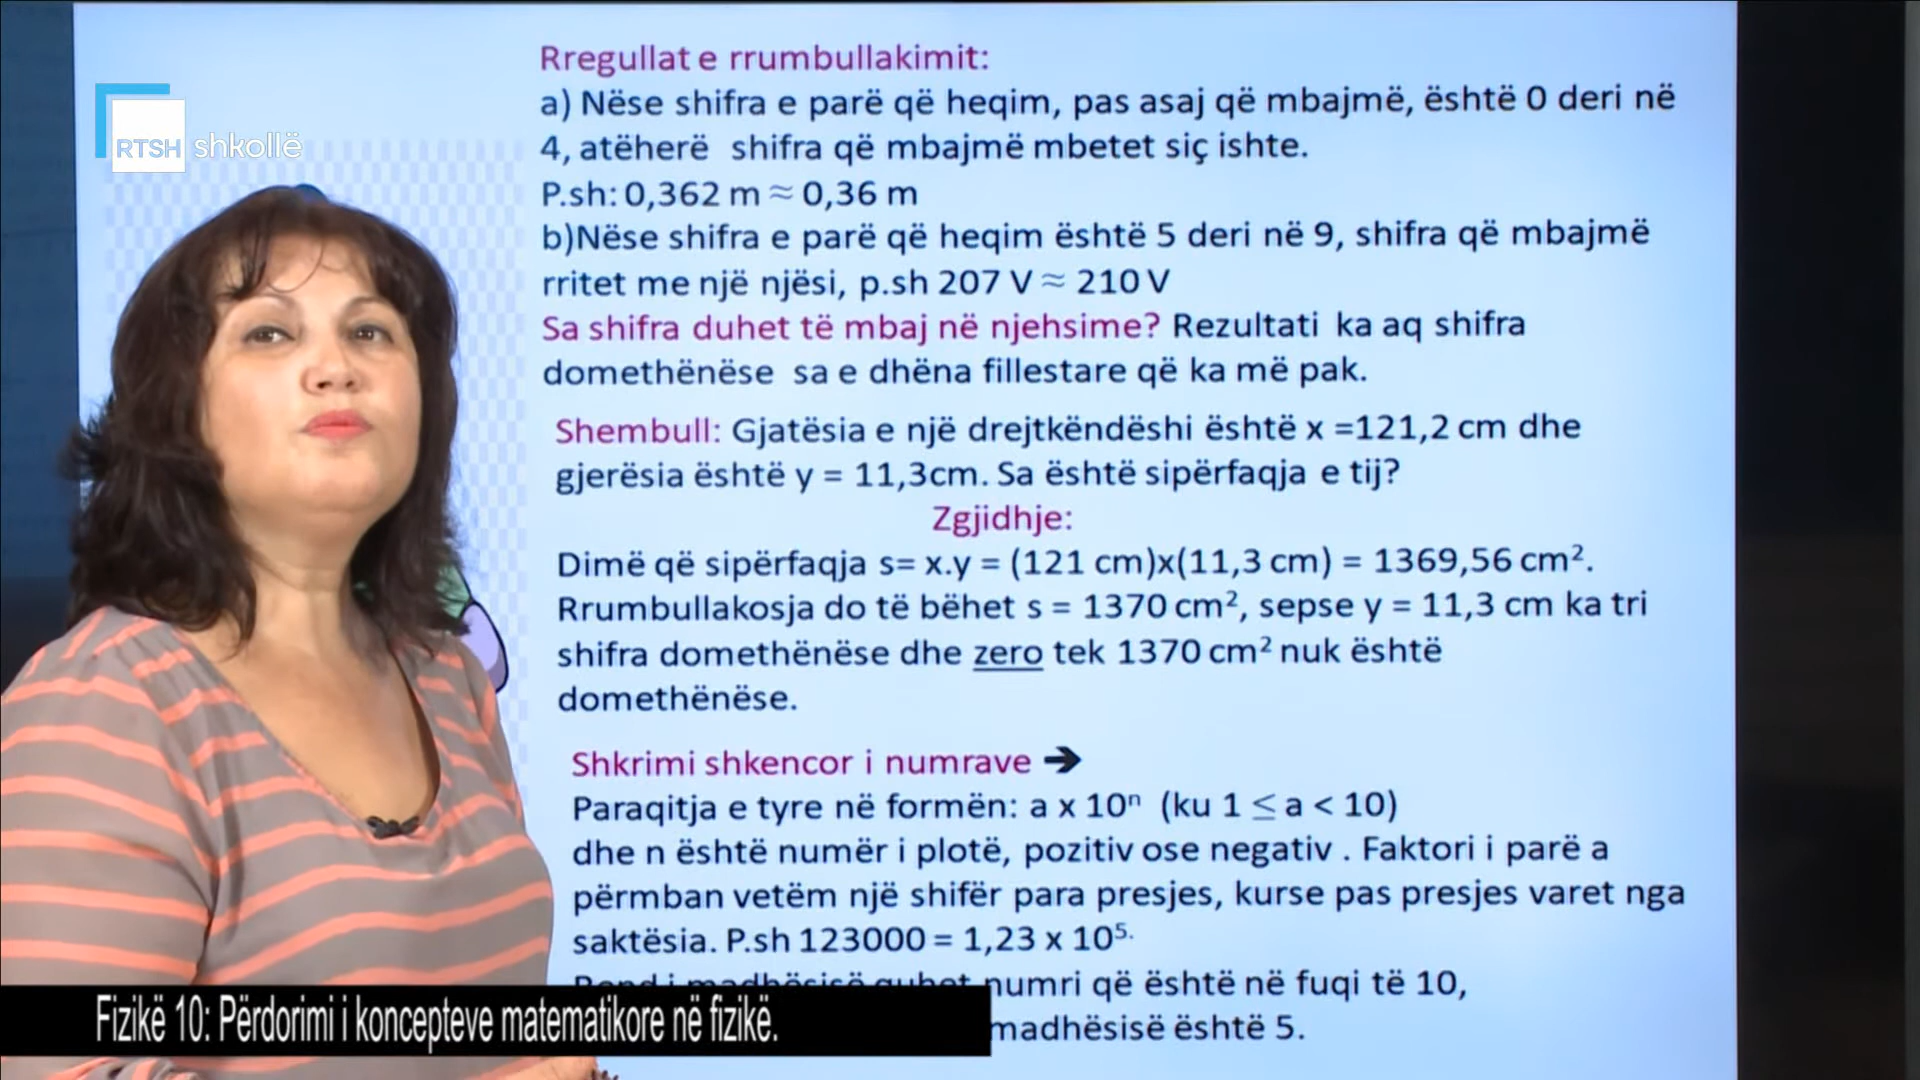 Rregullat e rrumbullakimit:
a) Nëse shifra e parë që heqim, pas asaj që mbajmë, është 0 deri në
4, atëherë shifra që mbajmë mbetet siç ishte.
P.sh: 0,362 m ≈ 0,36 m
b)Nëse shifra e parë që heqim është 5 deri në 9, shifra që mbajmë
rritet me një njësi, p.sh 207 V ≈ 210 V
Sa shifra duhet të mbaj në njehsime? Rezultati ka aq shifra
domethënëse sa e dhëna fillestare që ka më pak.
Shembull: Gjatësia e një drejtkëndëshi është x =121,2 cm dhe
gjerësia është y = 11,3cm. Sa është sipërfaqja e tij?
Zgjidhje:
Dimë që sipërfaqja s= x.y = (121 cm)x(11,3 cm) = 1369,56 cm².
Rrumbullakosja do të bëhet s = 1370 cm², sepse y = 11,3 cm ka tri
shifra domethënëse dhe zero tek 1370 cm² nuk është
domethënëse.
Shkrimi shkencor i numrave ➔
Paraqitja e tyre në formën: a x 10ⁿ (ku 1 ≤ a < 10)
dhe n është numër i plotë, pozitiv ose negativ . Faktori i parë a
përmban vetëm një shifër para presjes, kurse pas presjes varet nga
saktësia. P.sh 123000 = 1,23 x 10⁵.
numri që është në fuqi të 10,
madhësisë është 5.
RTSH shkollë
Fizikë 10: Përdorimi i koncepteve matematikore në fizikë.